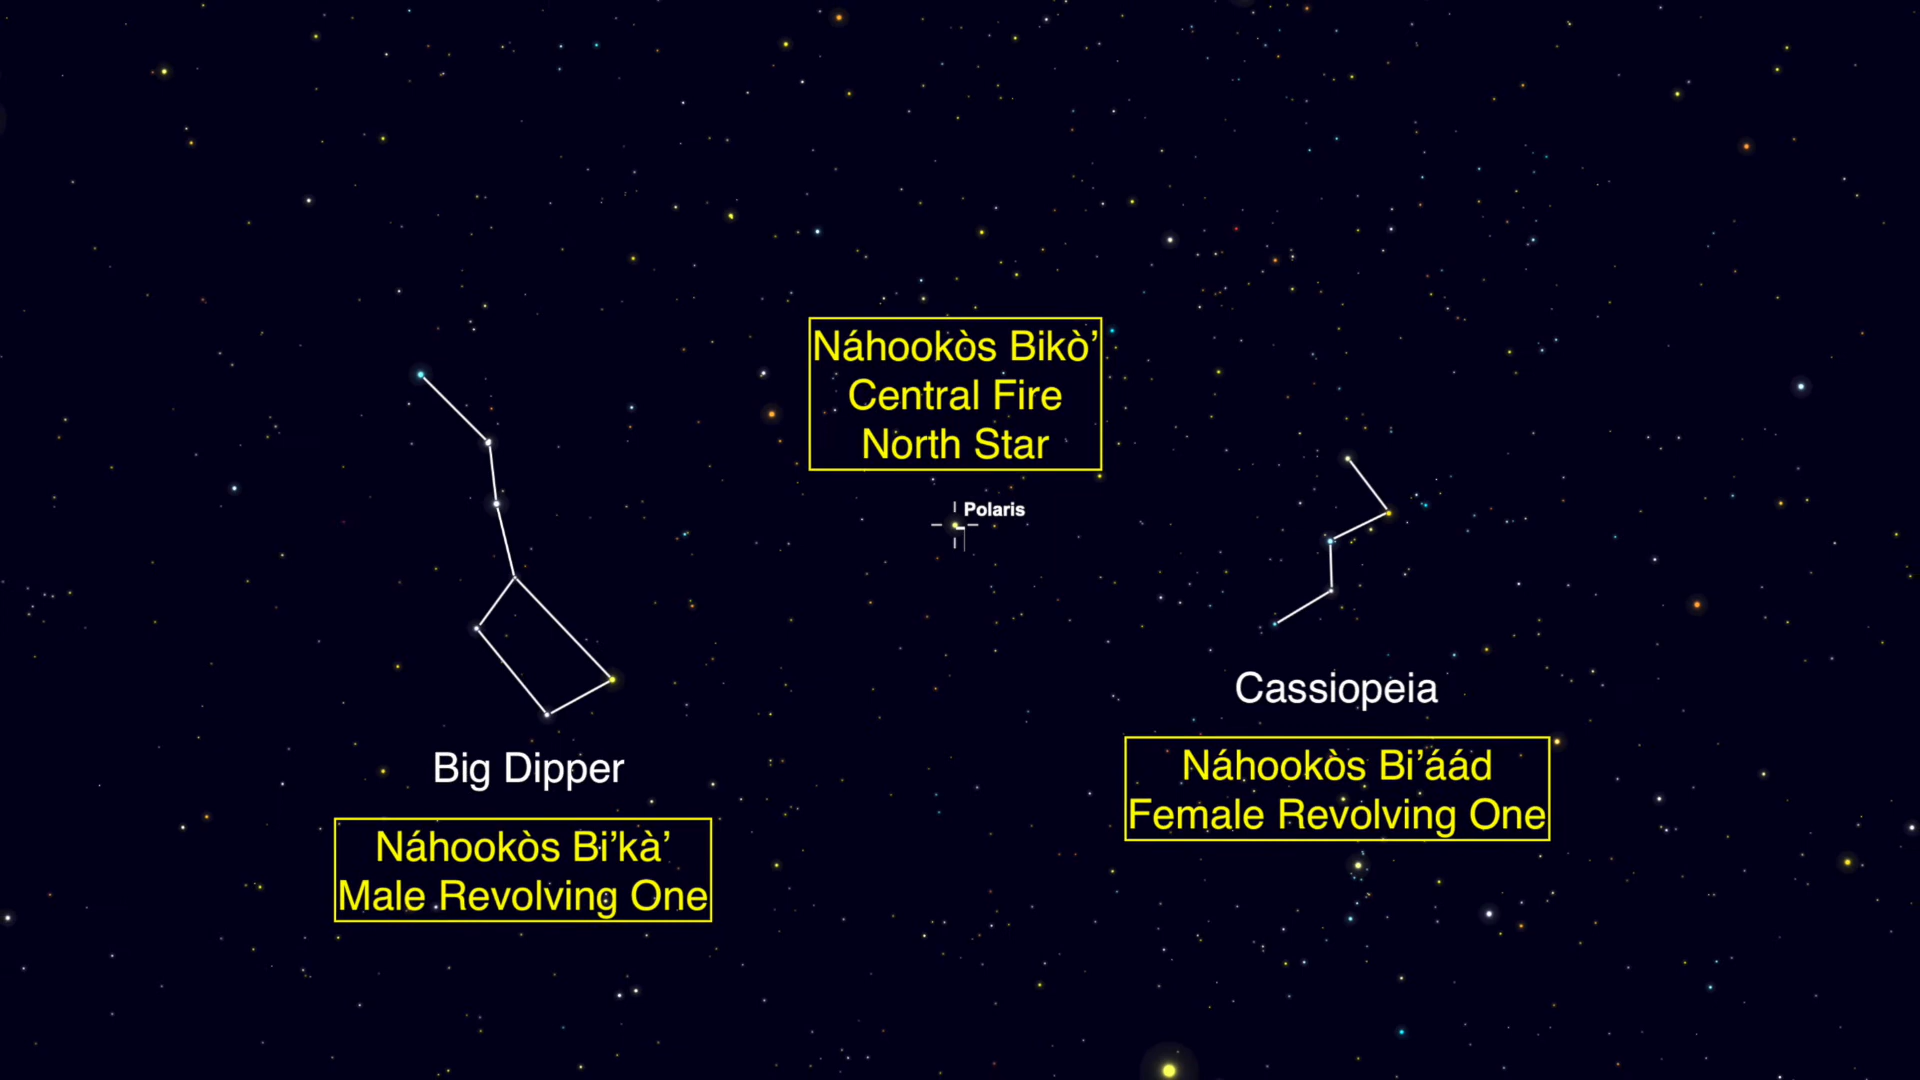 Náhookòs Bikò’
Central Fire
North Star
Polaris
Cassiopeia
Náhookòs Bi’áád
Female Revolving One
Big Dipper
Náhookòs Bi’kà’
Male Revolving One